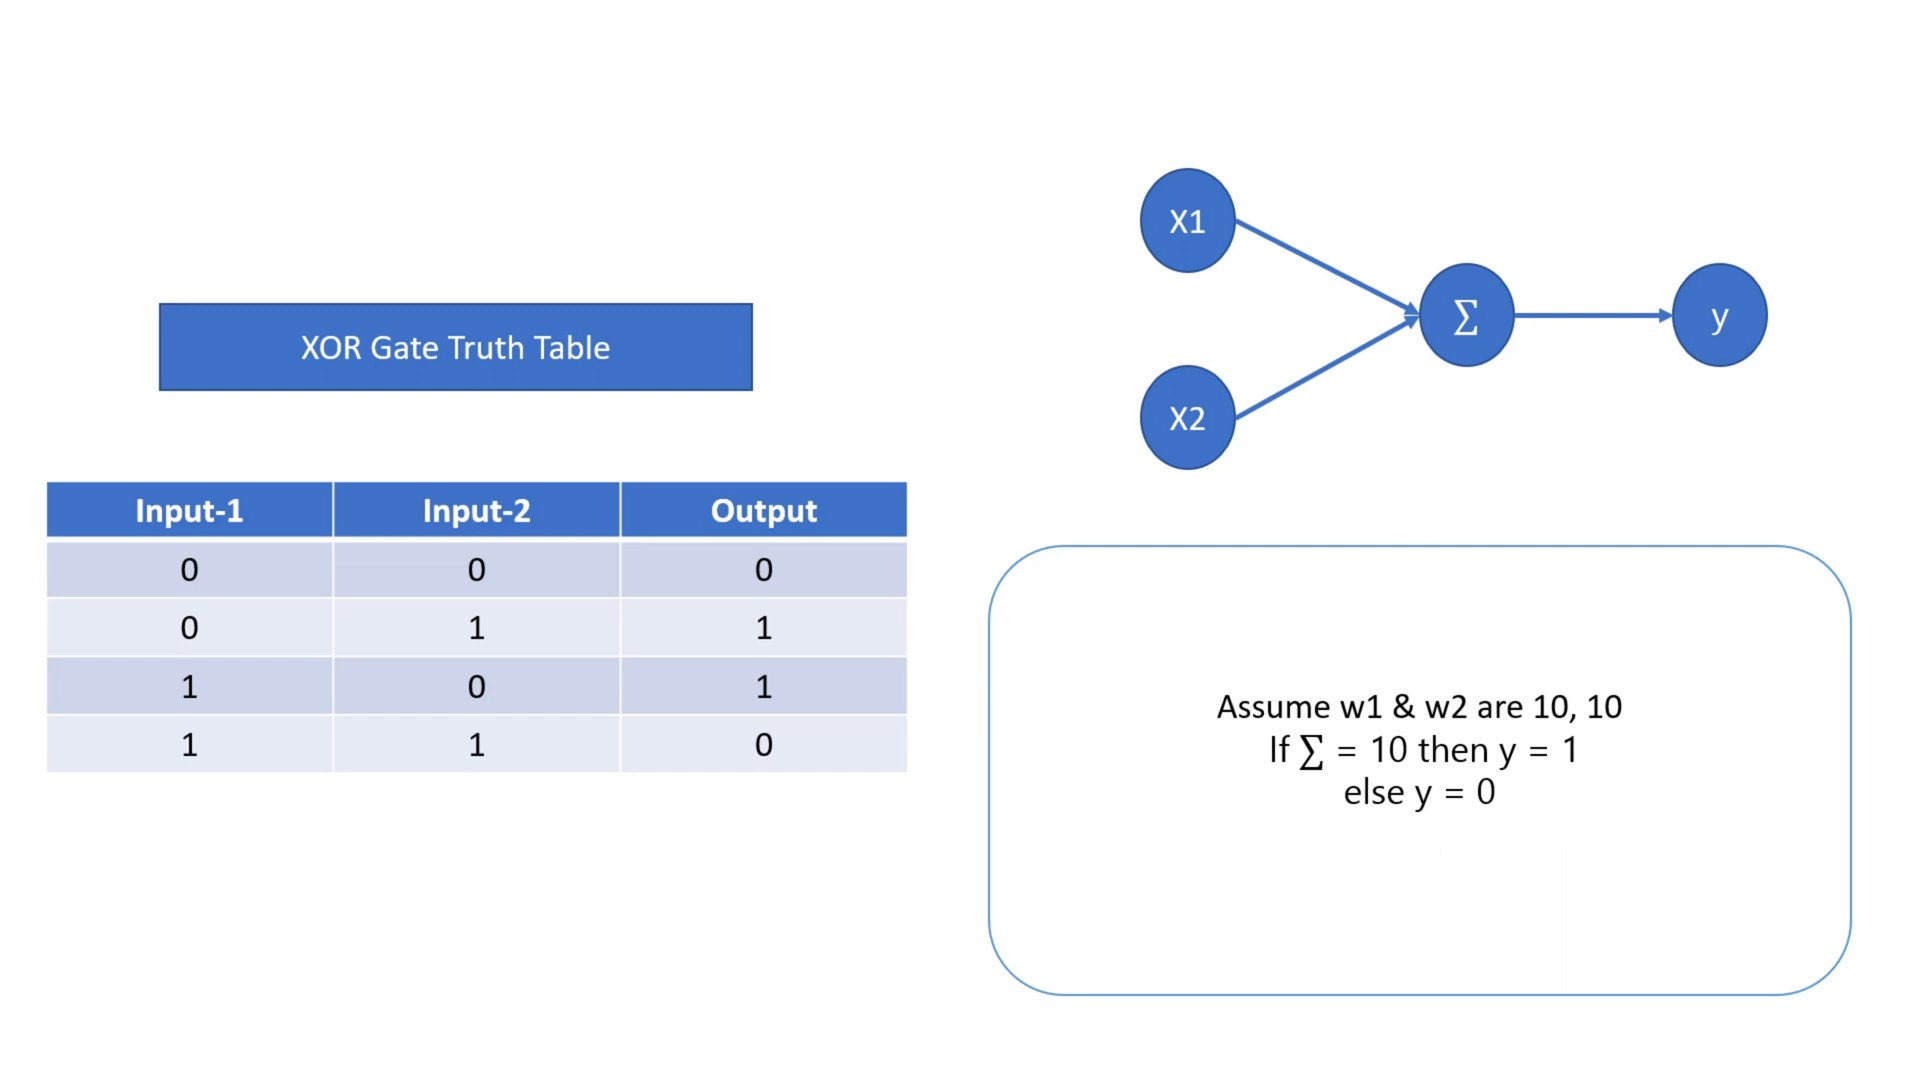 XOR Gate Truth Table
Input-1 Input-2 Output
0 0 0
0 1 1
1 0 1
1 1 0
X1
X2
∑
y
Assume w1 & w2 are 10, 10
If ∑ = 10 then y = 1
else y = 0